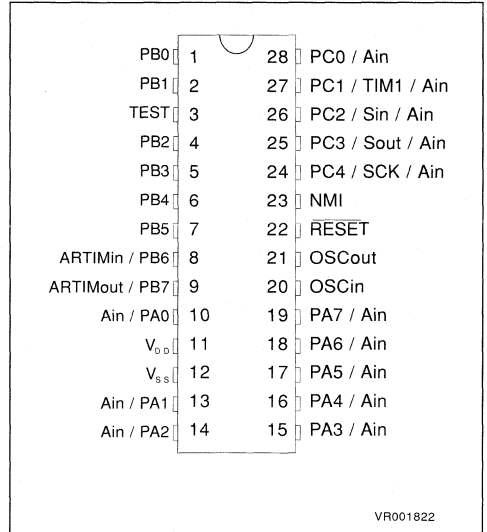 PB0 1 28 PC0 / Ain
PB1 2 27 PC1 / TIM1 / Ain
TEST 3 26 PC2 / Sin / Ain
PB2 4 25 PC3 / Sout / Ain
PB3 5 24 PC4 / SCK / Ain
PB4 6 23 NMI
PB5 7 22 RESET
ARTIMin / PB6 8 21 OSCout
ARTIMout / PB7 9 20 OSCin
Ain / PA0 10 19 PA7 / Ain
VDD 11 18 PA6 / Ain
VSS 12 17 PA5 / Ain
Ain / PA1 13 16 PA4 / Ain
Ain / PA2 14 15 PA3 / Ain
VR001822